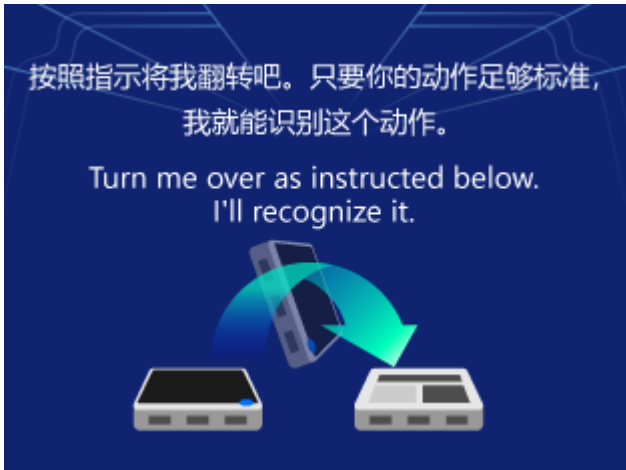 按照指示将我翻转吧。只要你的动作足够标准，
我就能识别这个动作。
Turn me over as instructed below.
I'll recognize it.